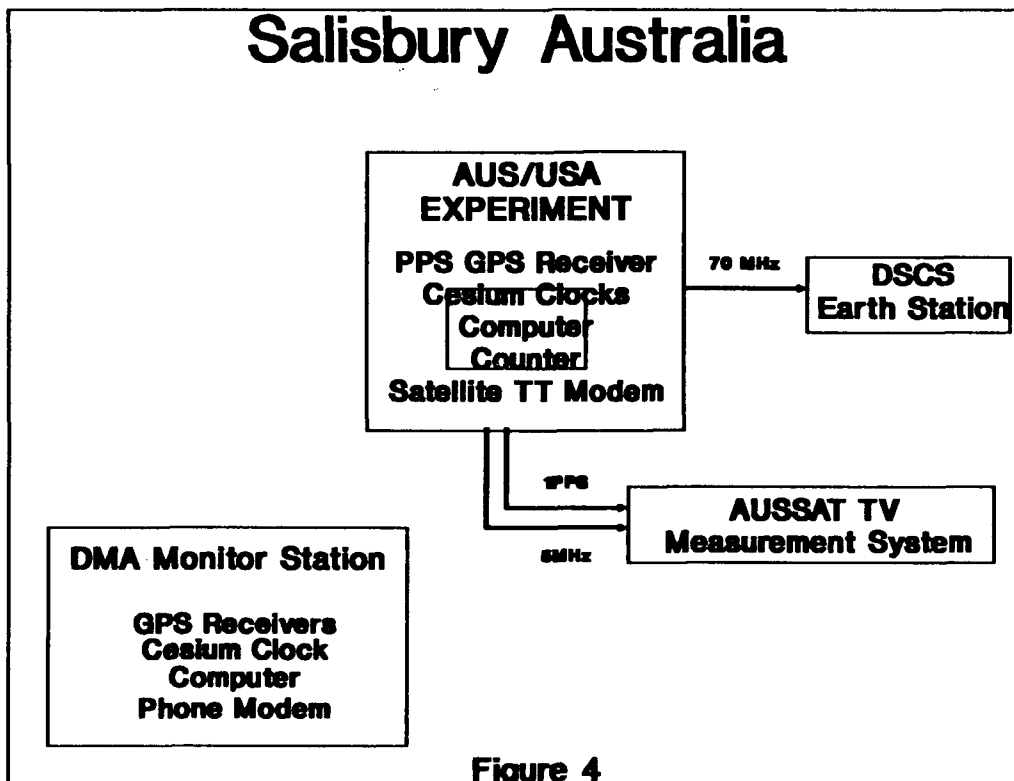 Salisbury Australia
AUS/USA
EXPERIMENT
PPS GPS Receiver
Cesium Clocks
Computer
Counter
Satellite TT Modem
70 MHz
DSCS
Earth Station
1PPS
5MHz
AUSSAT TV
Measurement System
DMA Monitor Station
GPS Receivers
Cesium Clock
Computer
Phone Modem
Figure 4